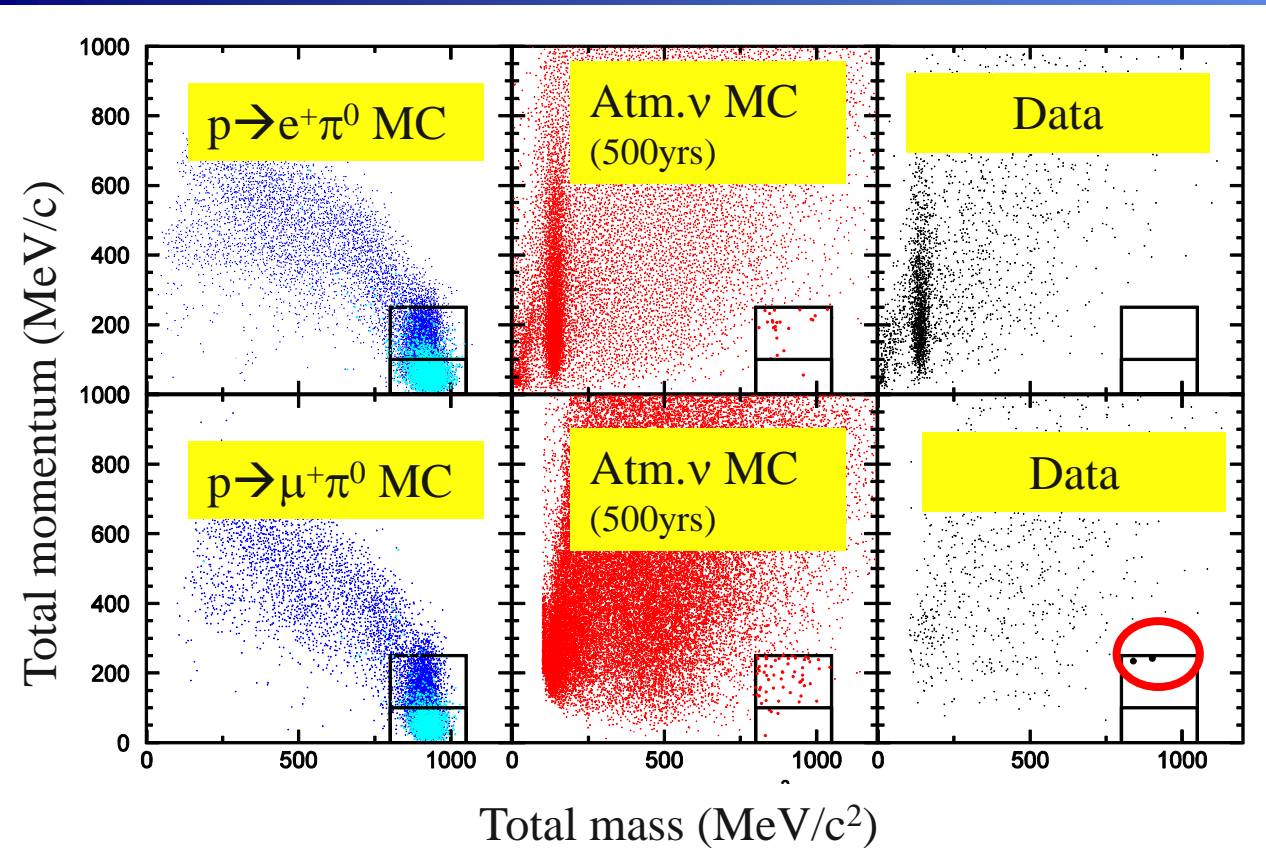 Total momentum (MeV/c)
1000
800
600
400
200
p→e⁺π⁰ MC
Atm.ν MC
(500yrs)
Data
1000
800
600
400
200
0
p→μ⁺π⁰ MC
Atm.ν MC
(500yrs)
Data
0 500 1000 0 500 1000 0 500 1000
Total mass (MeV/c²)